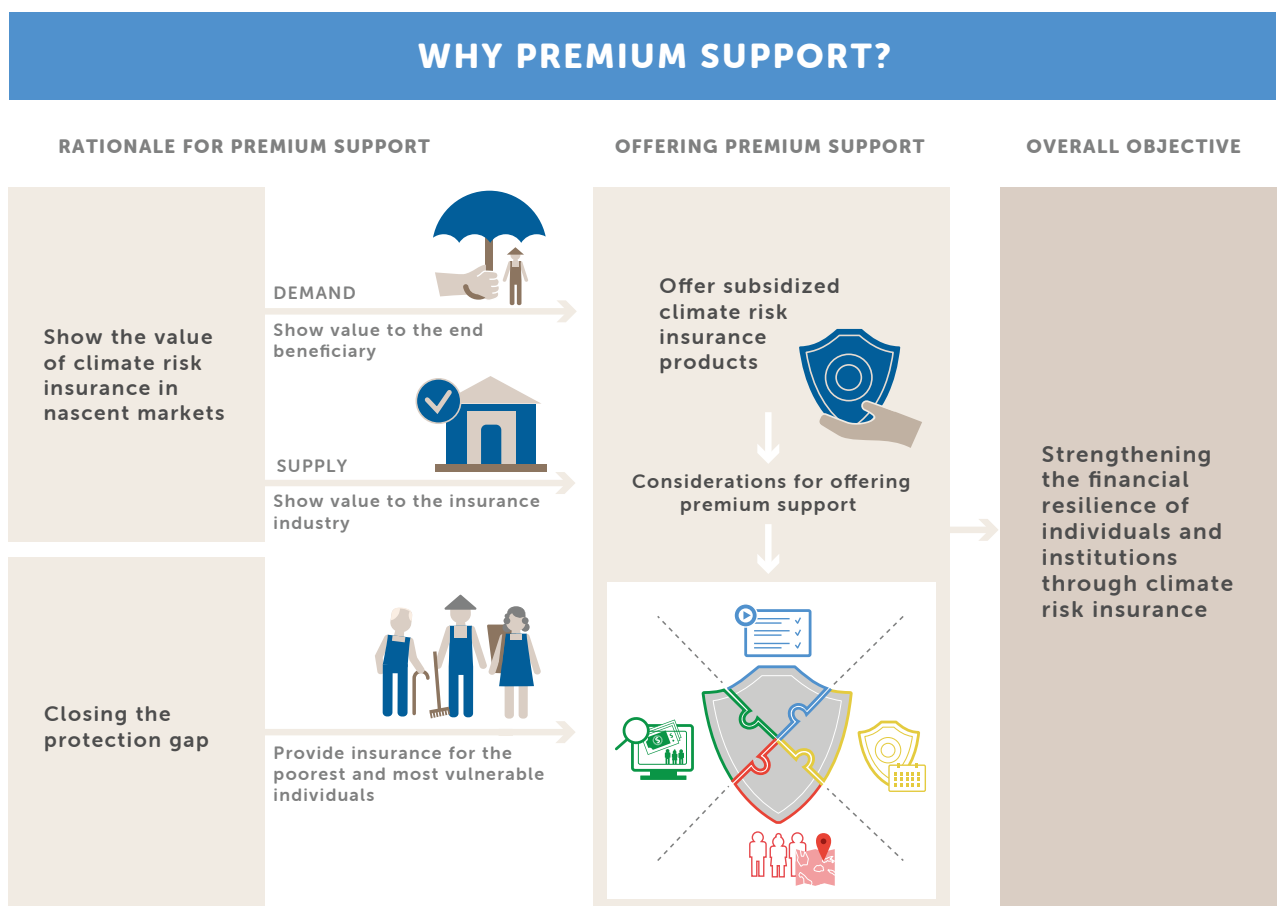 WHY PREMIUM SUPPORT?
RATIONALE FOR PREMIUM SUPPORT
OFFERING PREMIUM SUPPORT
OVERALL OBJECTIVE
Show the value
of climate risk
insurance in
nascent markets
DEMAND
Show value to the end
beneficiary
SUPPLY
Show value to the insurance
industry
Closing the
protection gap
Provide insurance for the
poorest and most vulnerable
individuals
Offer subsidized
climate risk
insurance
products
Considerations for offering
premium support
Strengthening
the financial
resilience of
individuals and
institutions
through climate
risk insurance